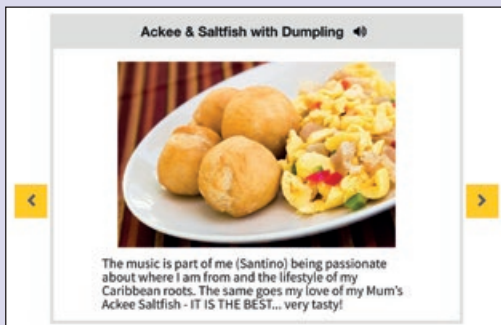 Ackee & Saltfish with Dumpling
The music is part of me (Santino) being passionate
about where I am from and the lifestyle of my
Caribbean roots. The same goes my love of my Mum's
Ackee Saltfish - IT IS THE BEST... very tasty!